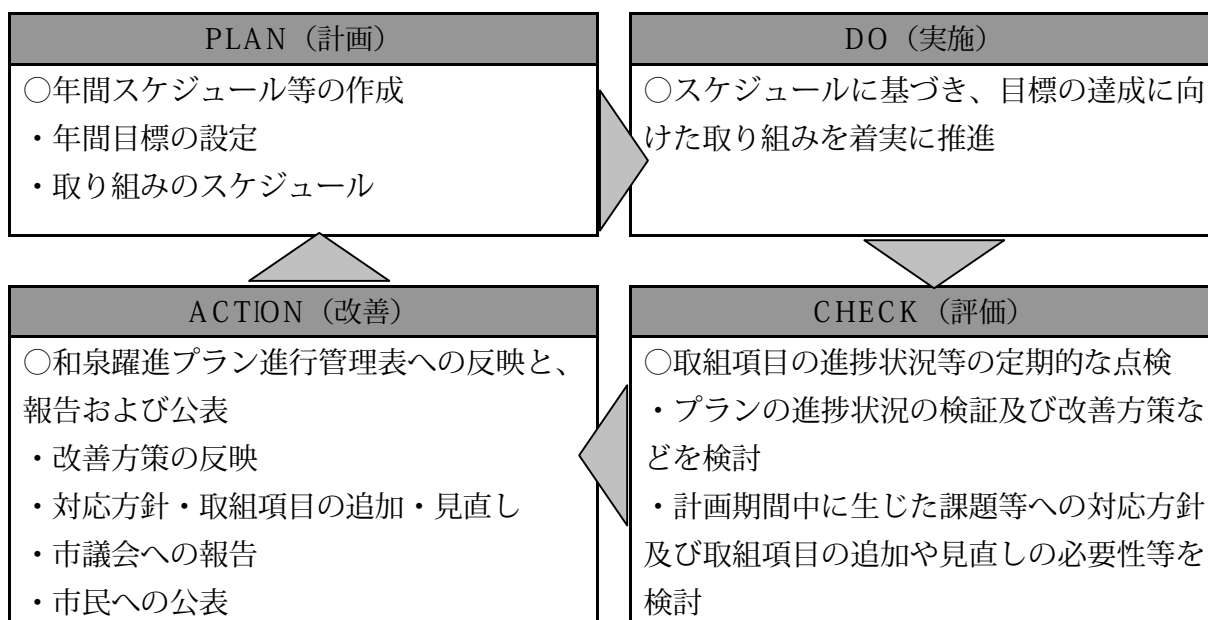 PLAN（計画）
○年間スケジュール等の作成
・年間目標の設定
・取り組みのスケジュール
DO（実施）
○スケジュールに基づき、目標の達成に向
けた取り組みを着実に推進
ACTION（改善）
○和泉躍進プラン進行管理表への反映と、
報告および公表
・改善方策の反映
・対応方針・取組項目の追加・見直し
・市議会への報告
・市民への公表
CHECK（評価）
○取組項目の進捗状況等の定期的な点検
・プランの進捗状況の検証及び改善方策な
どを検討
・計画期間中に生じた課題等への対応方針
及び取組項目の追加や見直しの必要性等を
検討